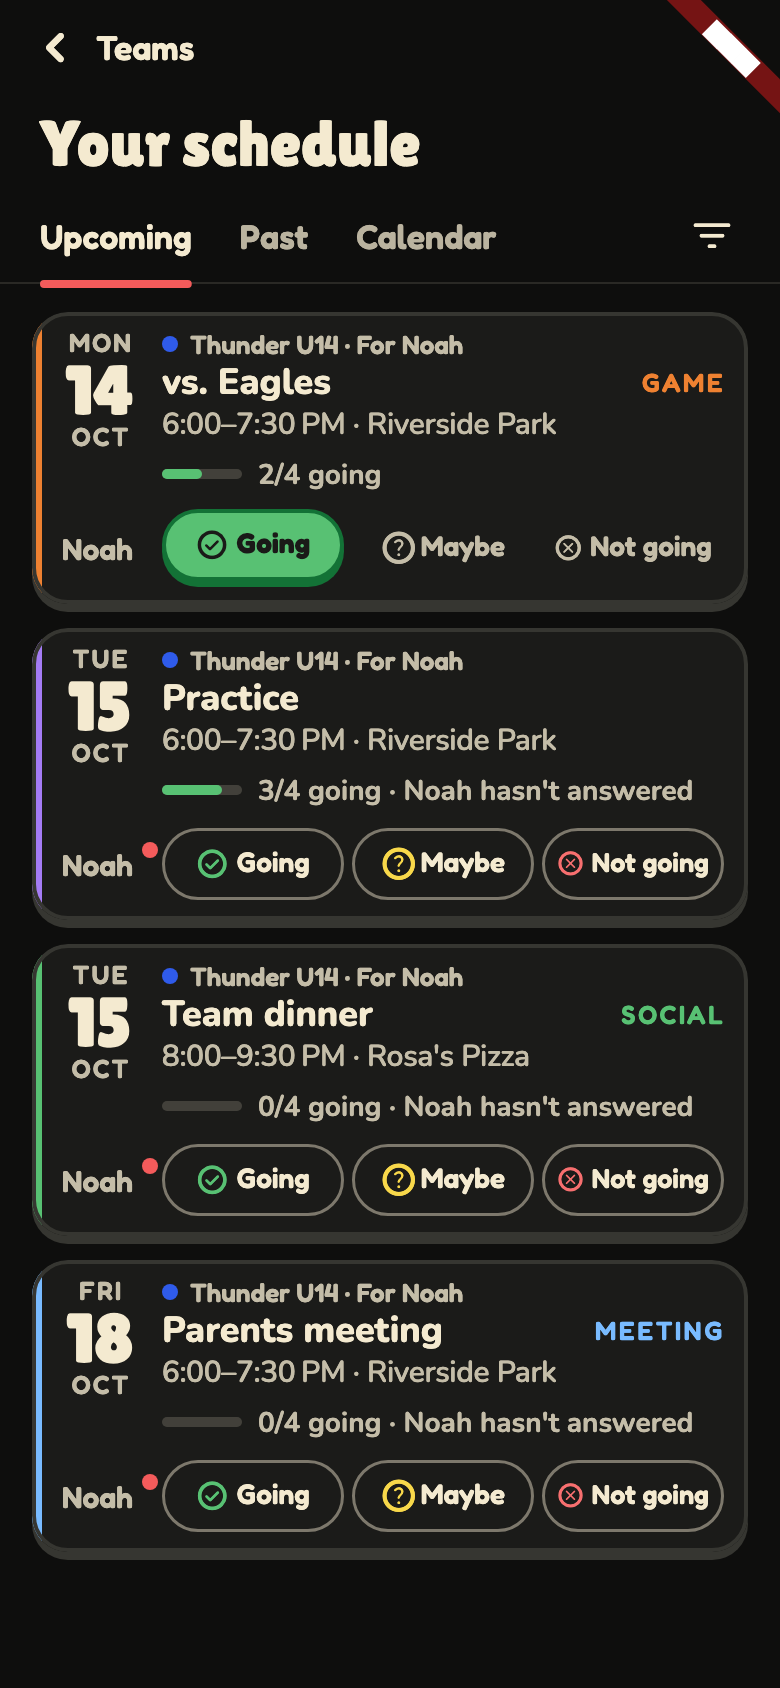 Teams
Your schedule
Upcoming Past Calendar
MON
14
OCT
Thunder U14 · For Noah
vs. Eagles
GAME
6:00–7:30 PM · Riverside Park
2/4 going
Noah
Going
Maybe
Not going
TUE
15
OCT
Thunder U14 · For Noah
Practice
6:00–7:30 PM · Riverside Park
3/4 going · Noah hasn't answered
Noah
Going
Maybe
Not going
TUE
15
OCT
Thunder U14 · For Noah
Team dinner
SOCIAL
8:00–9:30 PM · Rosa's Pizza
0/4 going · Noah hasn't answered
Noah
Going
Maybe
Not going
FRI
18
OCT
Thunder U14 · For Noah
Parents meeting
MEETING
6:00–7:30 PM · Riverside Park
0/4 going · Noah hasn't answered
Noah
Going
Maybe
Not going